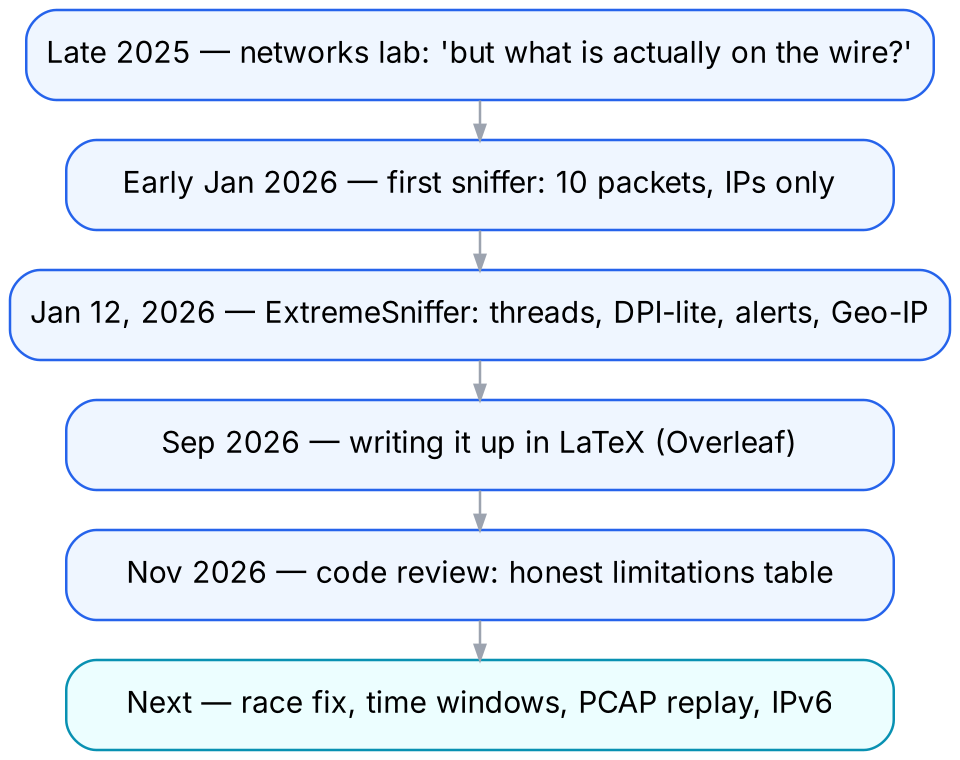 Late 2025 — networks lab: 'but what is actually on the wire?'
Early Jan 2026 — first sniffer: 10 packets, IPs only
Jan 12, 2026 — ExtremeSniffer: threads, DPI-lite, alerts, Geo-IP
Sep 2026 — writing it up in LaTeX (Overleaf)
Nov 2026 — code review: honest limitations table
Next — race fix, time windows, PCAP replay, IPv6